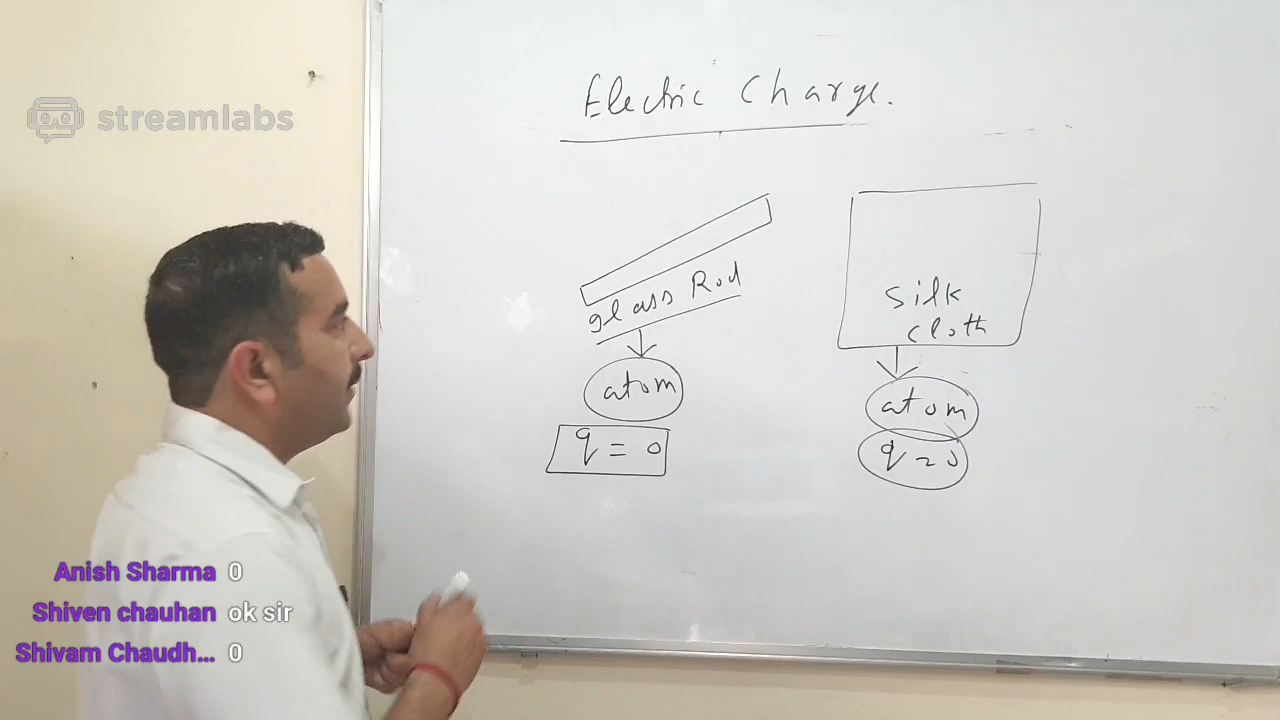 streamlabs
Electric Charge.
glass Rod
silk
cloth
atom
atom
q = 0
q = 0
Anish Sharma 0
Shiven chauhan ok sir
Shivam Chaudh... 0